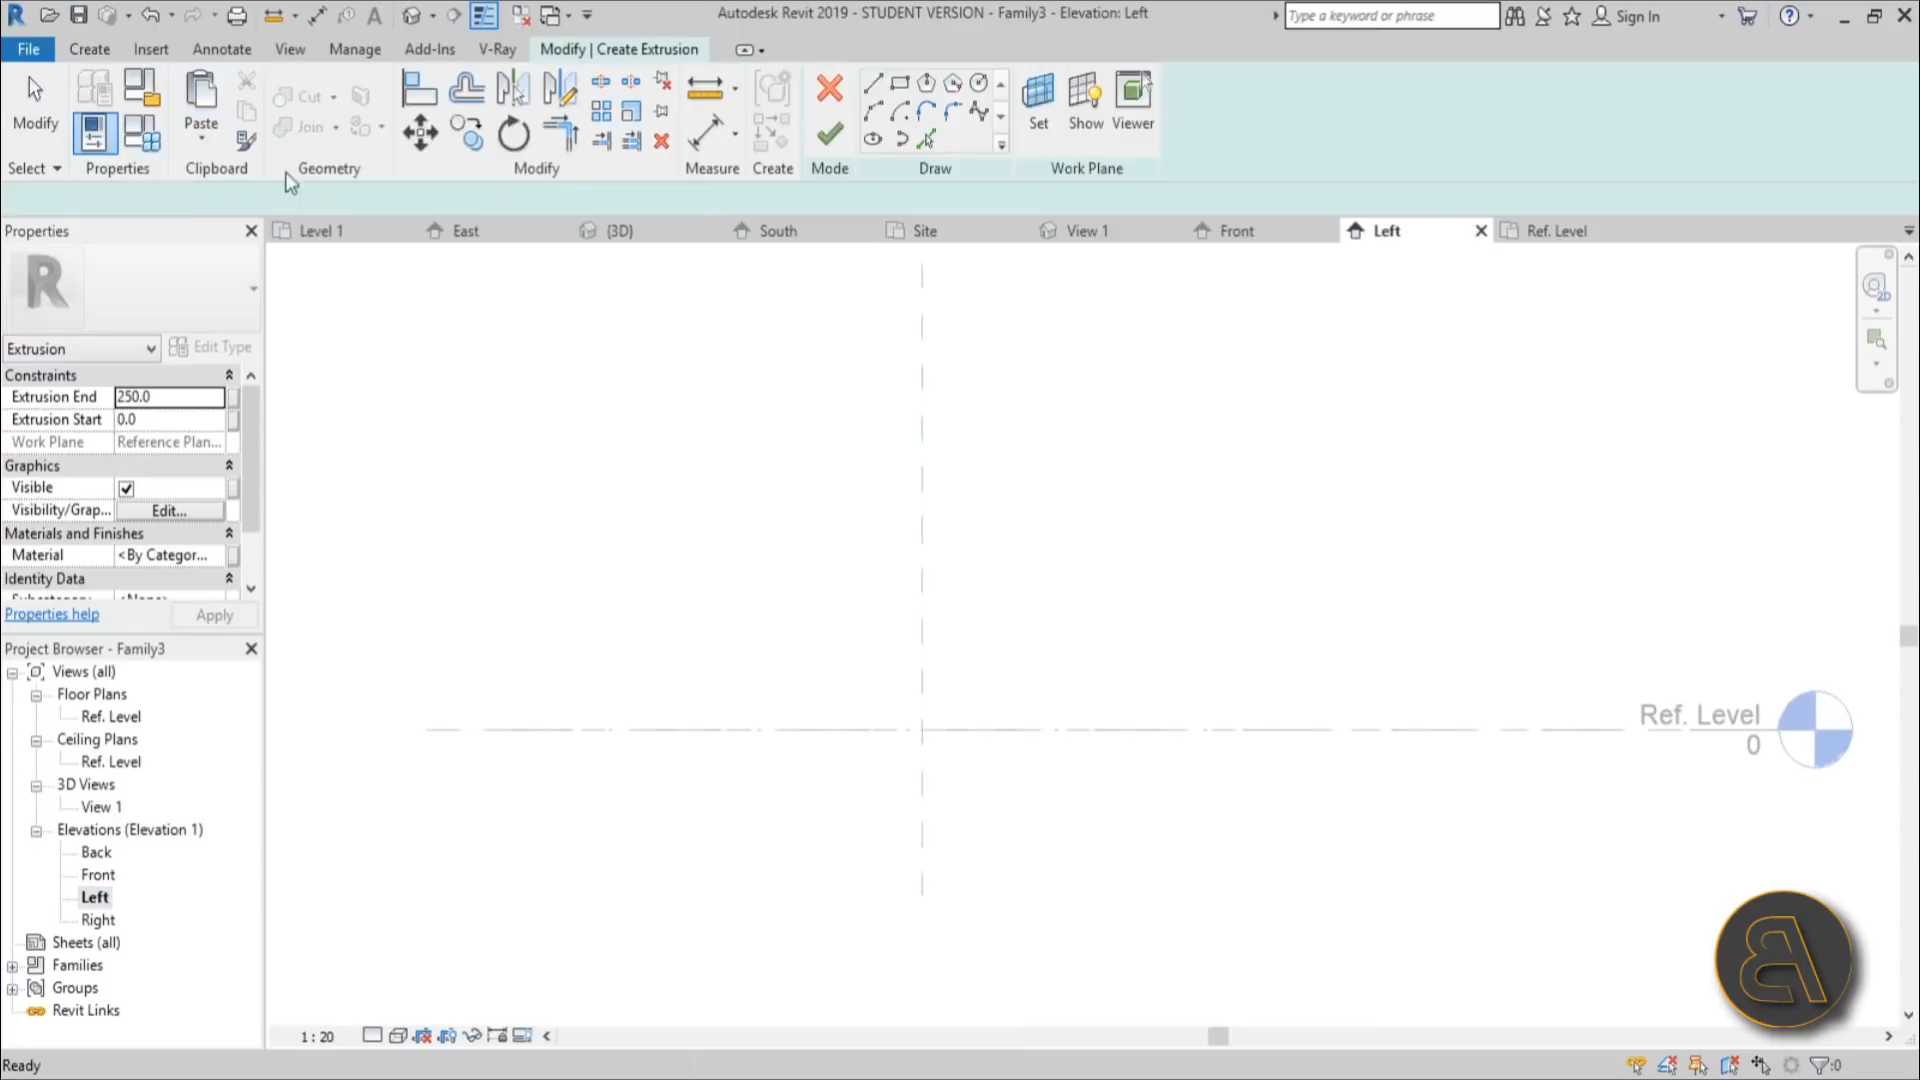 Autodesk Revit 2019 - STUDENT VERSION - Family3 - Elevation: Left
Type a keyword or phrase
Sign In
File
Create
Insert
Annotate
View
Manage
Add-Ins
V-Ray
Modify | Create Extrusion
Modify
Paste
Cut
Join
Set
Show
Viewer
Select
Properties
Clipboard
Geometry
Modify
Measure
Create
Mode
Draw
Work Plane
Properties
Level 1
East
{3D}
South
Site
View 1
Front
Left
Ref. Level
2D
R
Extrusion
Edit Type
Constraints
Extrusion End 250.0
Extrusion Start 0.0
Work Plane Reference Plan...
Graphics
Visible
Visibility/Grap... Edit...
Materials and Finishes
Material <By Categor...
Identity Data
Properties help
Apply
Project Browser - Family3
Views (all)
Floor Plans
Ref. Level
Ceiling Plans
Ref. Level
3D Views
View 1
Elevations (Elevation 1)
Back
Front
Left
Right
Sheets (all)
Families
Groups
Revit Links
Ref. Level
0
1 : 20
Ready
:0